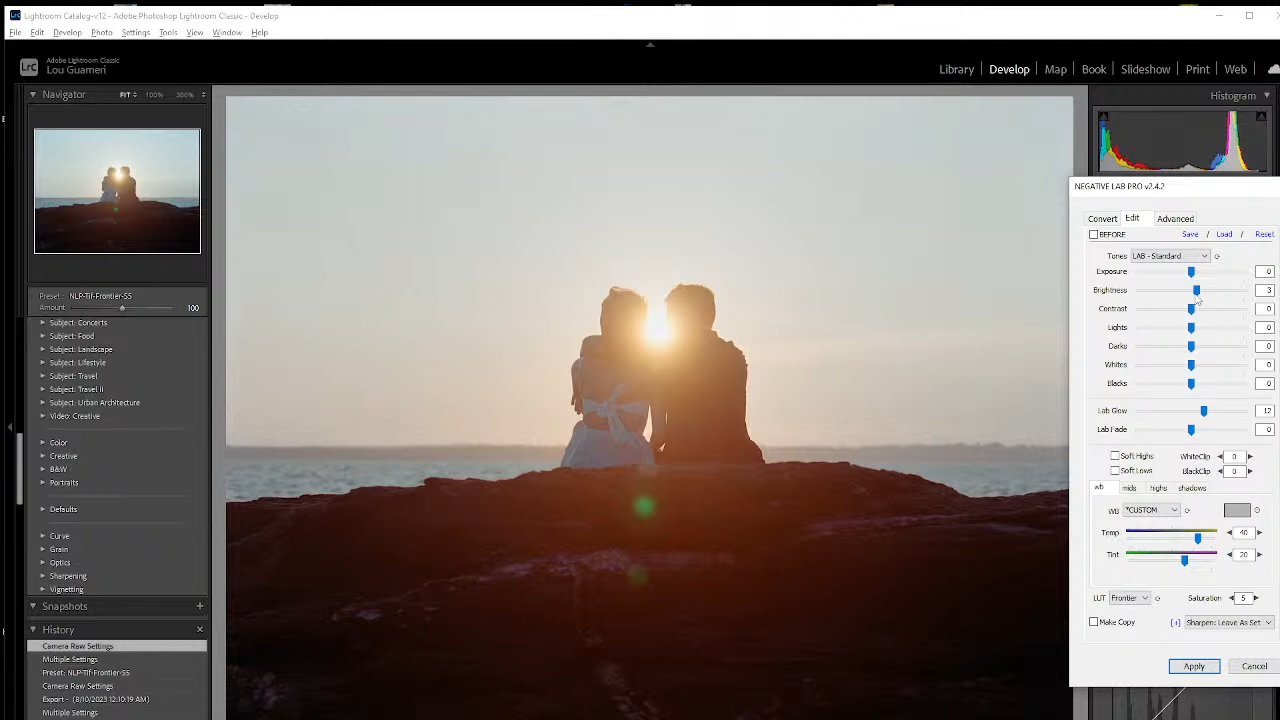 Lightroom Catalog-v12 - Adobe Photoshop Lightroom Classic - Develop
File Edit Develop Photo Settings Tools View Window Help
LrC Adobe Lightroom Classic
Lou Guarneri
Library | Develop | Map | Book | Slideshow | Print | Web
Navigator FIT 100% 300%
Histogram
Preset: NLP-Tif-Frontier-S5
Amount 100
Subject: Concerts
Subject: Food
Subject: Landscape
Subject: Lifestyle
Subject: Travel
Subject: Travel II
Subject: Urban Architecture
Video: Creative
Color
Creative
B&W
Portraits
Defaults
Curve
Grain
Optics
Sharpening
Vignetting
Snapshots +
History
Camera Raw Settings
Multiple Settings
Preset: NLP-Tif-Frontier-S5
Camera Raw Settings
Export - (8/10/2023 12:10:19 AM)
Multiple Settings
NEGATIVE LAB PRO v2.4.2
Convert Edit Advanced
BEFORE Save / Load / Reset
Tones LAB - Standard
Exposure 0
Brightness 3
Contrast 0
Lights 0
Darks 0
Whites 0
Blacks 0
Lab Glow 12
Lab Fade 0
Soft Highs WhiteClip 0
Soft Lows BlackClip 0
wb mids highs shadows
WB *CUSTOM
Temp 40
Tint 20
LUT Frontier Saturation 5
Make Copy [+] Sharpen: Leave As Set
Apply Cancel